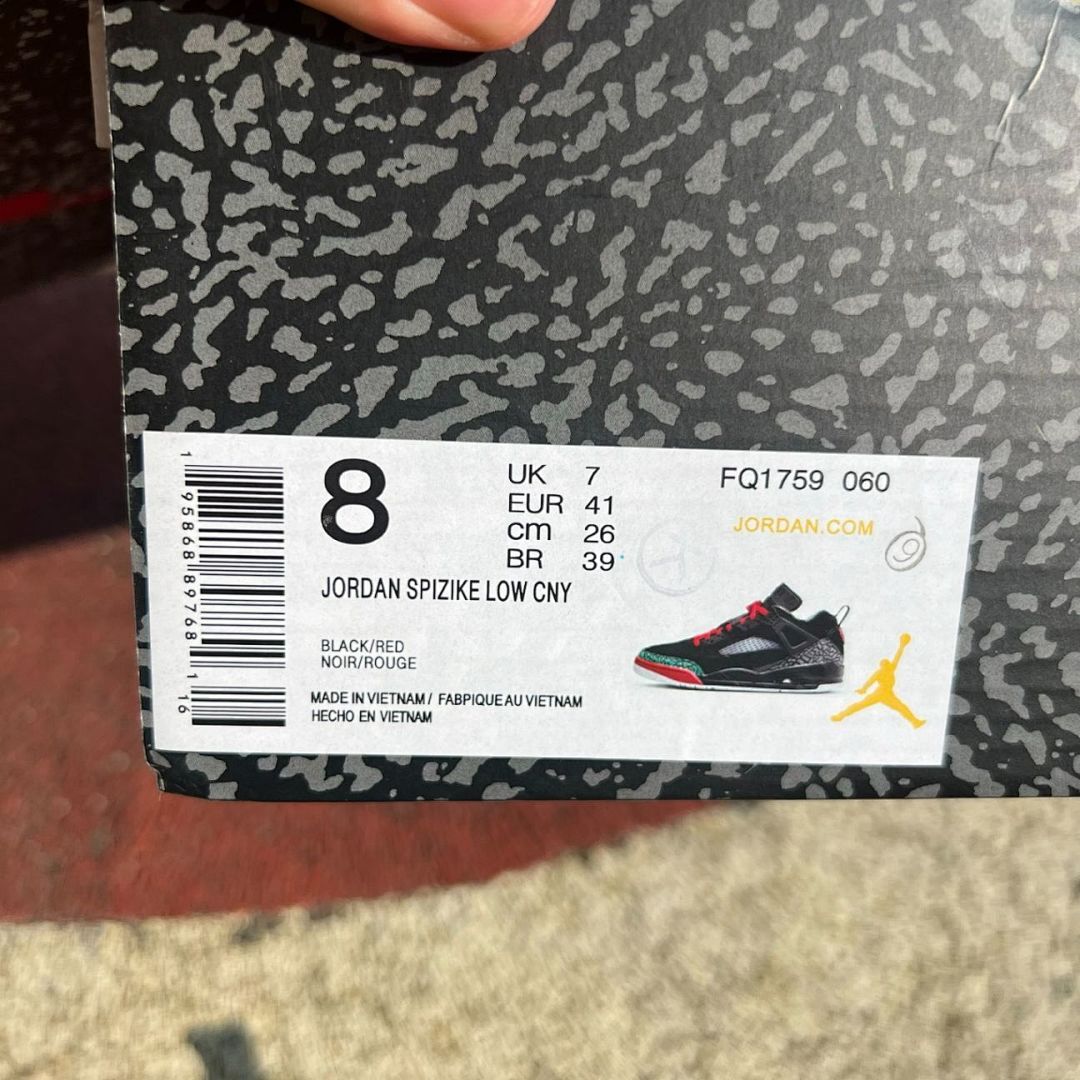 8
UK 7
EUR 41
cm 26
BR 39
FQ1759 060
JORDAN.COM
JORDAN SPIZIKE LOW CNY
BLACK/RED
NOIR/ROUGE
MADE IN VIETNAM / FABPIQUE AU VIETNAM
HECHO EN VIETNAM
1 95868 89768 1 16